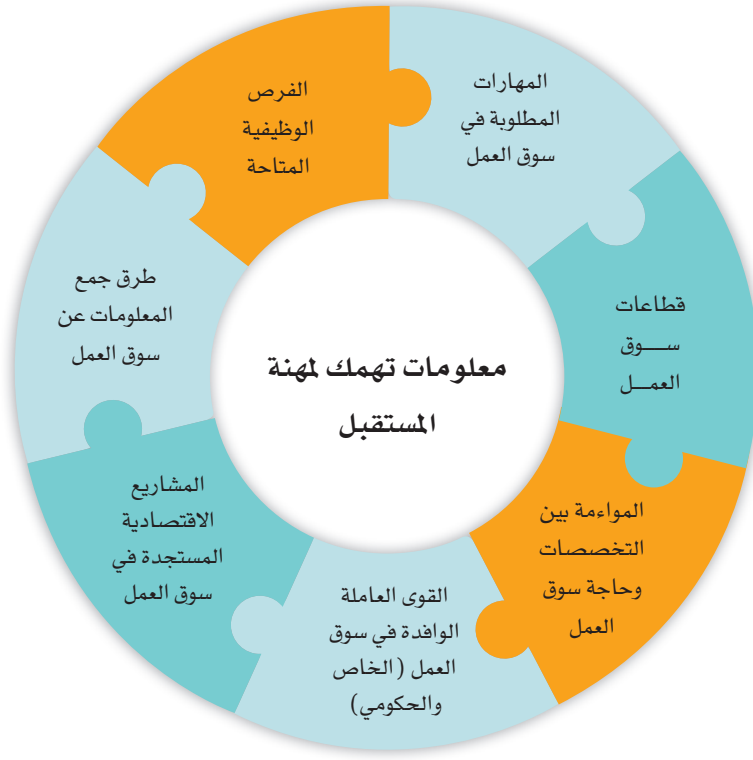 معلومات تهمك لمهنة
المستقبل
المهارات
المطلوبة في
سوق العمل
قطاعات
ســـوق
العمــل
المواءمة بين
التخصصات
وحاجة سوق
العمل
القوى العاملة
الوافدة في سوق
العمل (الخاص
والحكومي)
المشاريع
الاقتصادية
المستجدة في
سوق العمل
طرق جمع
المعلومات عن
سوق العمل
الفرص
الوظيفية
المتاحة